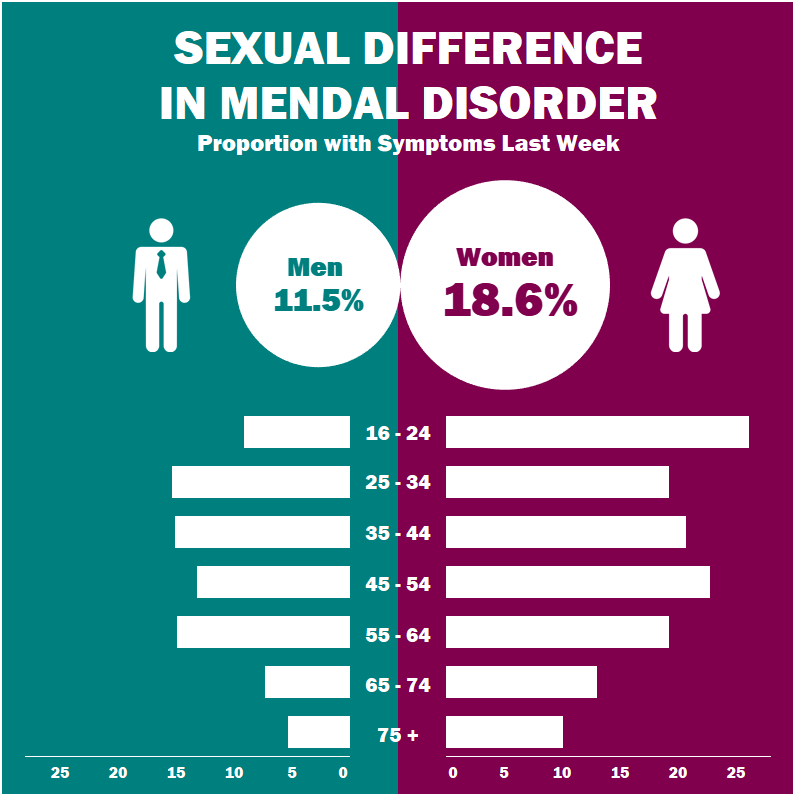 SEXUAL DIFFERENCE
IN MENDAL DISORDER
Proportion with Symptoms Last Week
Men
11.5%
Women
18.6%
16 - 24
25 - 34
35 - 44
45 - 54
55 - 64
65 - 74
75 +
25 20 15 10 5 0
0 5 10 15 20 25